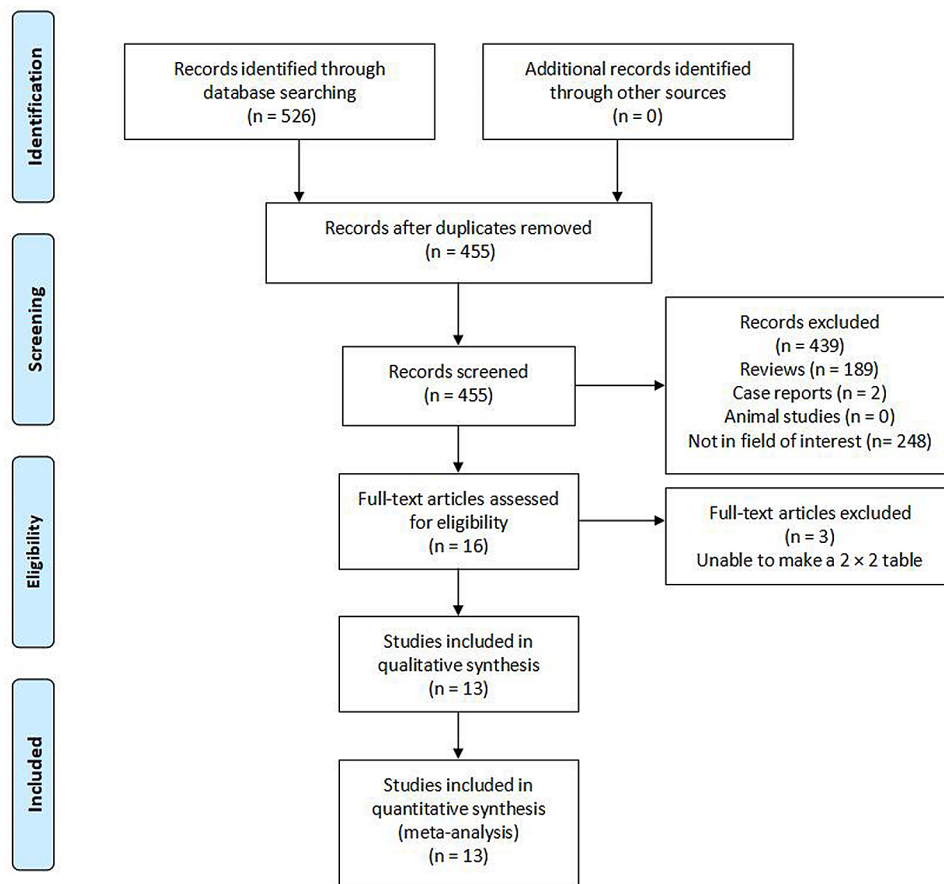 Identification
Records identified through
database searching
(n = 526)
Additional records identified
through other sources
(n = 0)
Records after duplicates removed
(n = 455)
Screening
Records screened
(n = 455)
Records excluded
(n = 439)
Reviews (n = 189)
Case reports (n = 2)
Animal studies (n = 0)
Not in field of interest (n= 248)
Eligibility
Full-text articles assessed
for eligibility
(n = 16)
Full-text articles excluded
(n = 3)
Unable to make a 2 × 2 table
Studies included in
qualitative synthesis
(n = 13)
Included
Studies included in
quantitative synthesis
(meta-analysis)
(n = 13)